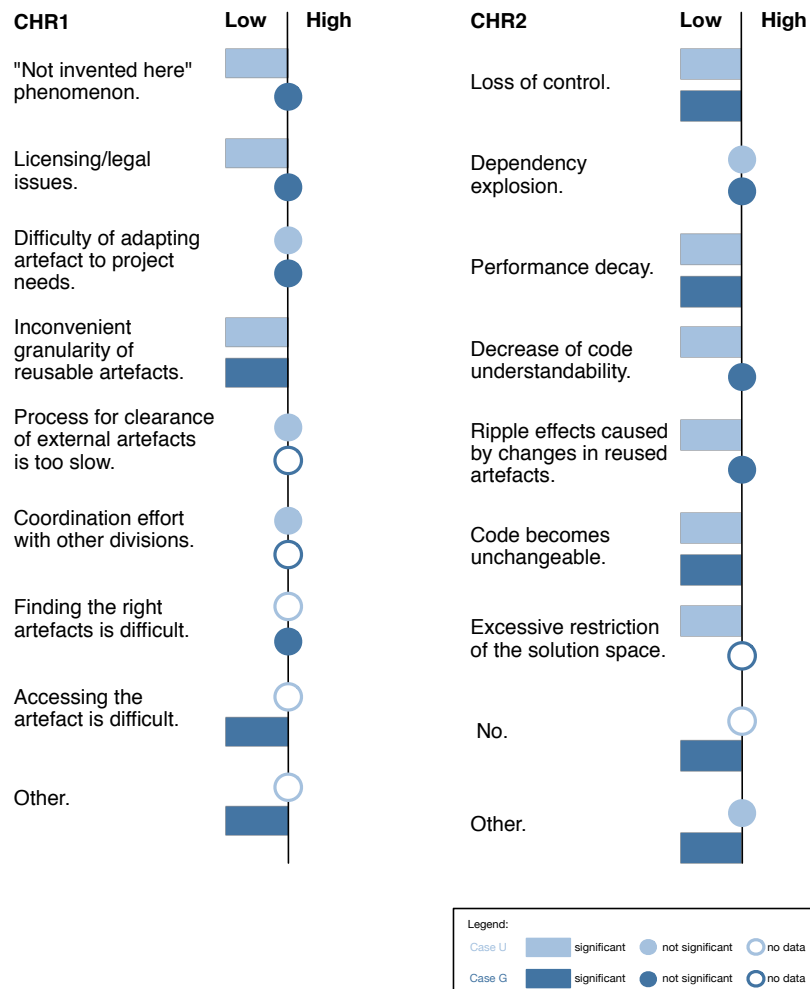 CHR1 Low High
"Not invented here"
phenomenon.
Licensing/legal
issues.
Difficulty of adapting
artefact to project
needs.
Inconvenient
granularity of
reusable artefacts.
Process for clearance
of external artefacts
is too slow.
Coordination effort
with other divisions.
Finding the right
artefacts is difficult.
Accessing the
artefact is difficult.
Other.
CHR2 Low High
Loss of control.
Dependency
explosion.
Performance decay.
Decrease of code
understandability.
Ripple effects caused
by changes in reused
artefacts.
Code becomes
unchangeable.
Excessive restriction
of the solution space.
No.
Other.
Legend:
Case U significant not significant no data
Case G significant not significant no data